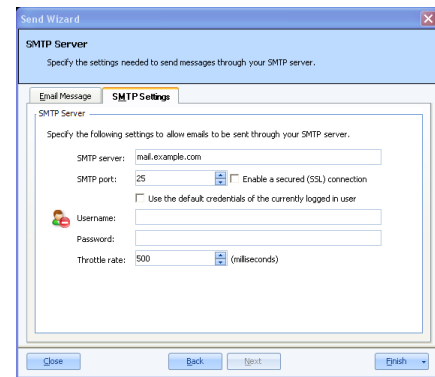 Send Wizard
SMTP Server
Specify the settings needed to send messages through your SMTP server.
Email Message SMTP Settings
SMTP Server
Specify the following settings to allow emails to be sent through your SMTP server.
SMTP server: mail.example.com
SMTP port: 25 Enable a secured (SSL) connection
Use the default credentials of the currently logged in user
Username:
Password:
Throttle rate: 500 (milliseconds)
Close Back Next Finish